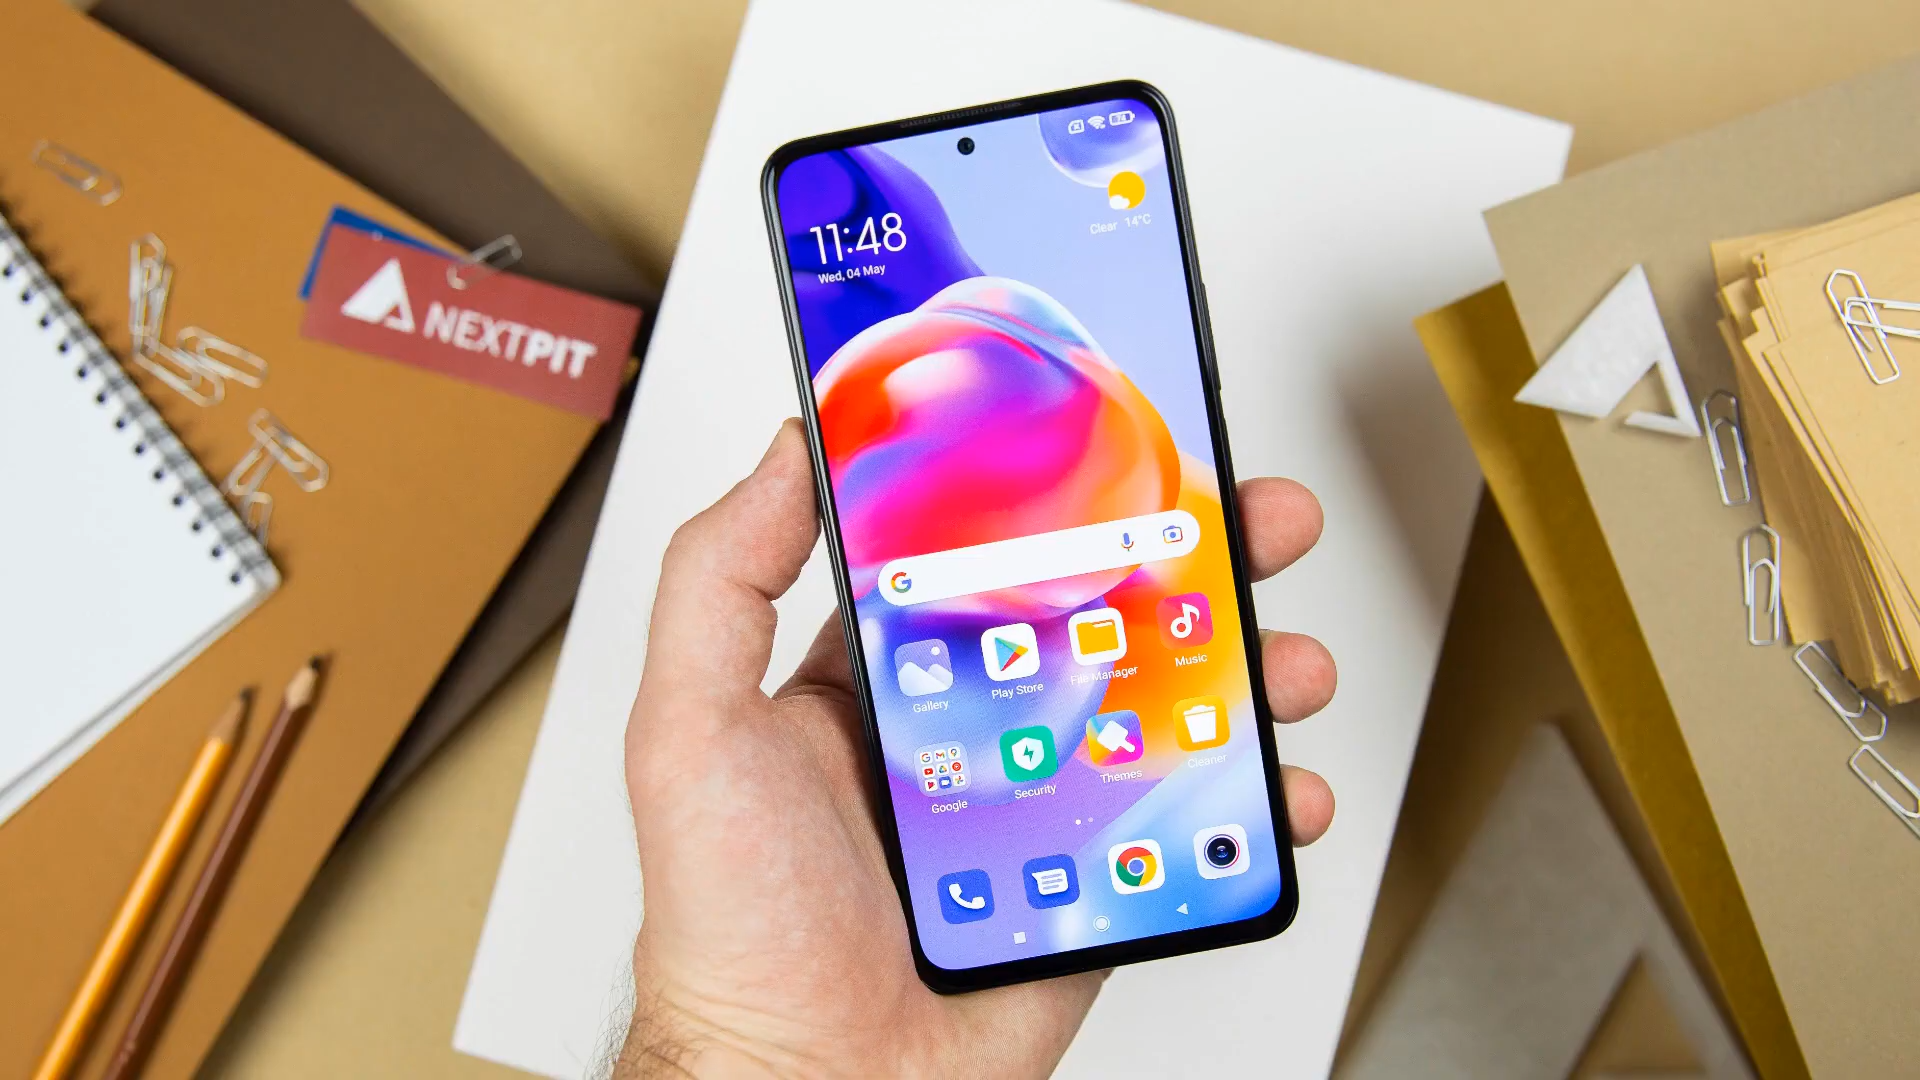 NEXTPIT
11:48
Wed, 04 May
Clear 14°C
Gallery
Play Store
File Manager
Music
Google
Security
Themes
Cleaner